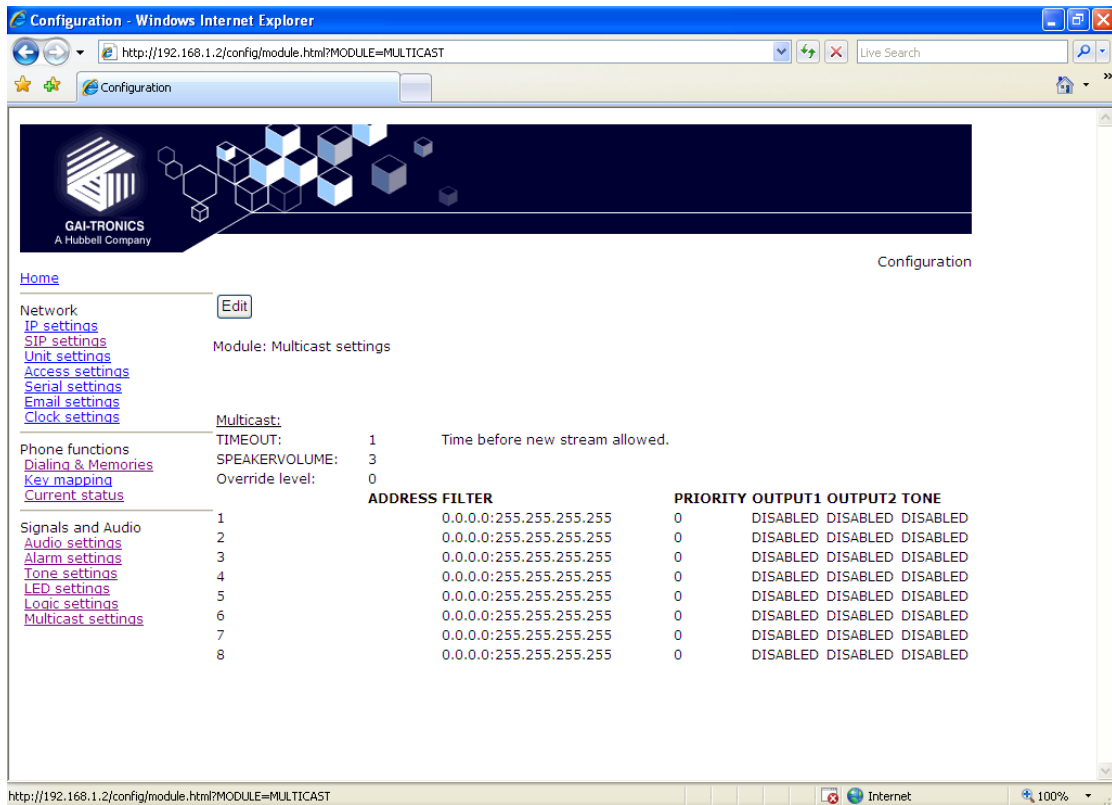 Configuration - Windows Internet Explorer
http://192.168.1.2/config/module.html?MODULE=MULTICAST
Live Search
Configuration
»
GAI-TRONICS
A Hubbell Company
Configuration
Home
Network
IP settings
SIP settings
Unit settings
Access settings
Serial settings
Email settings
Clock settings
Phone functions
Dialing & Memories
Key mapping
Current status
Signals and Audio
Audio settings
Alarm settings
Tone settings
LED settings
Logic settings
Multicast settings
Edit
Module: Multicast settings
Multicast:
TIMEOUT: 1 Time before new stream allowed.
SPEAKERVOLUME: 3
Override level: 0
ADDRESS FILTER PRIORITY OUTPUT1 OUTPUT2 TONE
1 0.0.0.0:255.255.255.255 0 DISABLED DISABLED DISABLED
2 0.0.0.0:255.255.255.255 0 DISABLED DISABLED DISABLED
3 0.0.0.0:255.255.255.255 0 DISABLED DISABLED DISABLED
4 0.0.0.0:255.255.255.255 0 DISABLED DISABLED DISABLED
5 0.0.0.0:255.255.255.255 0 DISABLED DISABLED DISABLED
6 0.0.0.0:255.255.255.255 0 DISABLED DISABLED DISABLED
7 0.0.0.0:255.255.255.255 0 DISABLED DISABLED DISABLED
8 0.0.0.0:255.255.255.255 0 DISABLED DISABLED DISABLED
http://192.168.1.2/config/module.html?MODULE=MULTICAST
Internet
100%